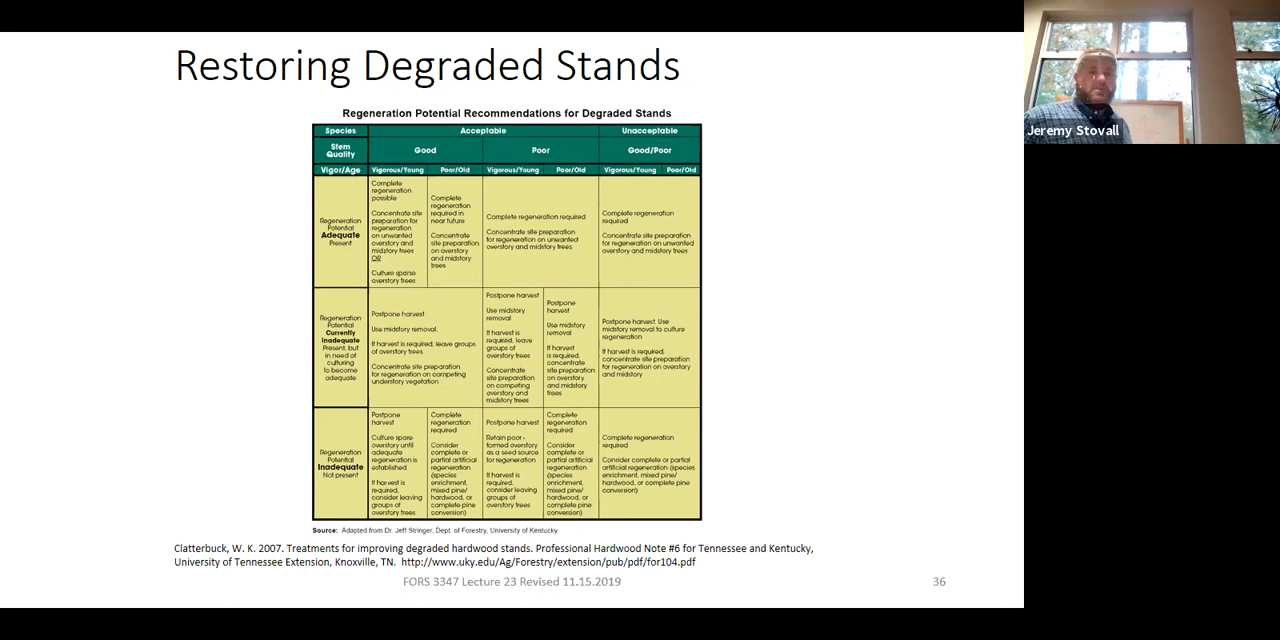 Restoring Degraded Stands
Regeneration Potential Recommendations for Degraded Stands
Species
Acceptable
Unacceptable
Stem
Quality
Good
Poor
Good/Poor
Vigor/Age
Vigorous/Young
Poor/Old
Vigorous/Young
Poor/Old
Vigorous/Young
Poor/Old
Regeneration
Potential
Adequate
Present
Complete
regeneration
possible
Concentrate site
preparation for
regeneration
on unwanted
overstory and
midstory trees
OR
Culture sparse
overstory trees
Complete
regeneration
required in
near future
Concentrate
site preparation
on overstory
and midstory
trees
Complete regeneration required
Concentrate site preparation
for regeneration on unwanted
overstory and midstory trees
Complete regeneration
required
Concentrate site preparation
for regeneration on unwanted
overstory and midstory trees
Regeneration
Potential
Currently
Inadequate
Present, but
in need of
culturing
to become
adequate
Postpone harvest
Use midstory removal.
If harvest is required, leave groups
of overstory trees
Concentrate site preparation
for regeneration on competing
understory vegetation
Postpone harvest
Use midstory
removal
If harvest is
required, leave
groups of
overstory trees
Concentrate
site preparation
on competing
overstory and
midstory trees
Postpone
harvest
Use midstory
removal
If harvest
is required,
concentrate
site preparation
on overstory
and midstory
trees
Postpone harvest. Use
midstory removal to culture
regeneration
If harvest is required,
concentrate site preparation
for regeneration on overstory
and midstory
Regeneration
Potential
Inadequate
Not present
Postpone
harvest
Culture spare
overstory until
adequate
regeneration is
established
If harvest is
required,
consider leaving
groups of
overstory trees
Complete
regeneration
required
Consider
complete or
partial artificial
regeneration
(species
enrichment,
mixed pine/
hardwood, or
complete pine
conversion)
Postpone harvest
Retain poor-
formed overstory
as a seed source
for regeneration
If harvest is
required,
consider leaving
groups of
overstory trees
Complete
regeneration
required
Consider
complete or
partial artificial
regeneration
(species
enrichment,
mixed pine/
hardwood, or
complete pine
conversion)
Complete regeneration
required
Consider complete or partial
artificial regeneration (species
enrichment, mixed pine/
hardwood, or complete pine
conversion)
Source: Adapted from Dr. Jeff Stringer, Dept. of Forestry, University of Kentucky
Clatterbuck, W. K. 2007. Treatments for improving degraded hardwood stands. Professional Hardwood Note #6 for Tennessee and Kentucky,
University of Tennessee Extension, Knoxville, TN. http://www.uky.edu/Ag/Forestry/extension/pub/pdf/for104.pdf
FORS 3347 Lecture 23 Revised 11.15.2019
36
Jeremy Stovall